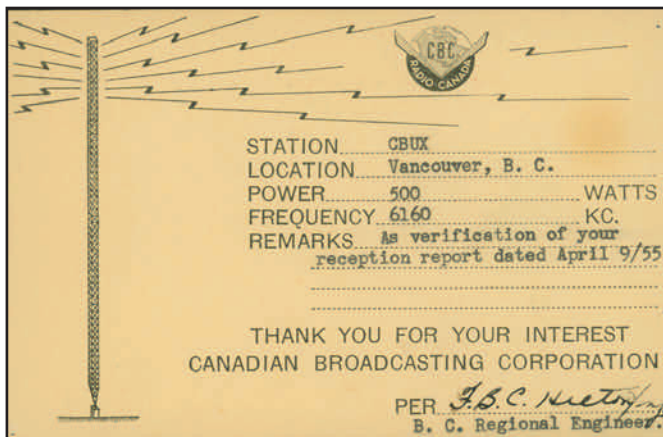 CBC
RADIO CANADA
STATION CBUX
LOCATION Vancouver, B. C.
POWER 500 WATTS
FREQUENCY 6160 KC.
REMARKS As verification of your
reception report dated April 9/55
THANK YOU FOR YOUR INTEREST
CANADIAN BROADCASTING CORPORATION
PER F.B.C.
B. C. Regional Engineer.